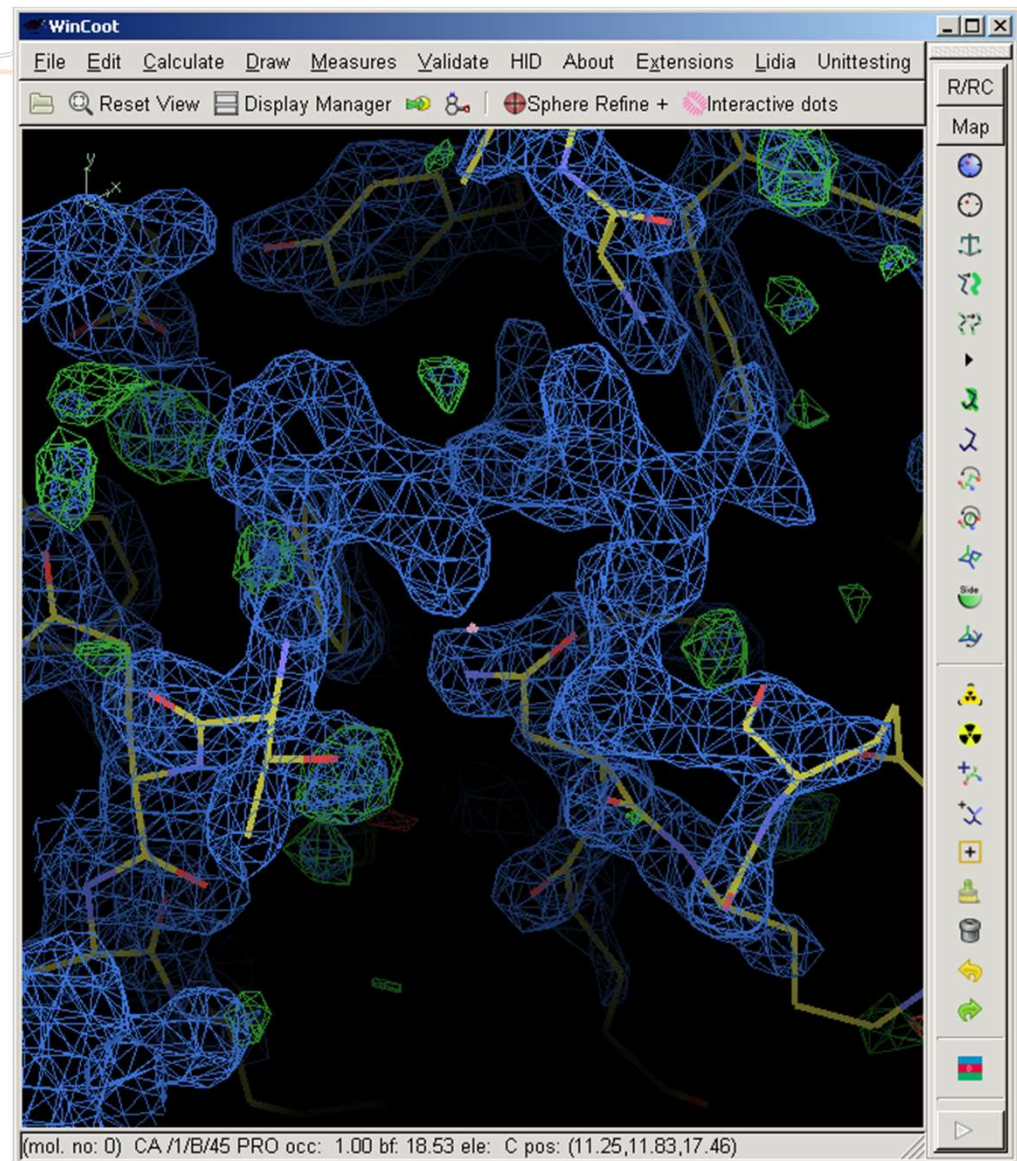 WinCoot
File Edit Calculate Draw Measures Validate HID About Extensions Lidia Unittesting
Reset View Display Manager Sphere Refine + Interactive dots
R/RC
Map
y
x
Side
(mol. no: 0) CA /1/B/45 PRO occ: 1.00 bf: 18.53 ele: C pos: (11.25,11.83,17.46)